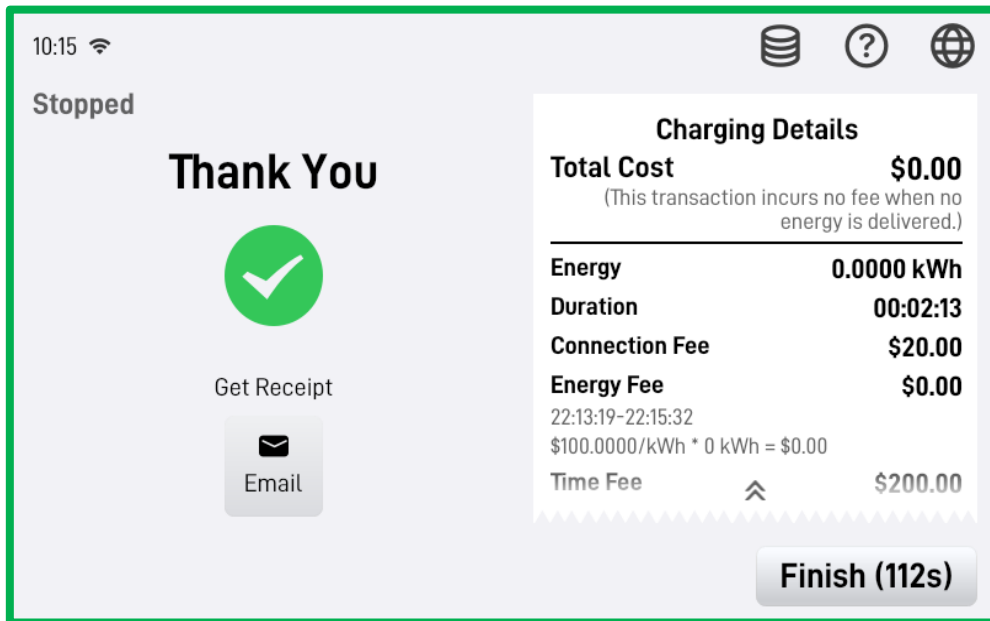 10:15
Stopped
Thank You
Get Receipt
Email
Charging Details
Total Cost $0.00
(This transaction incurs no fee when no
energy is delivered.)
Energy 0.0000 kWh
Duration 00:02:13
Connection Fee $20.00
Energy Fee $0.00
22:13:19-22:15:32
$100.0000/kWh * 0 kWh = $0.00
Time Fee $200.00
Finish (112s)